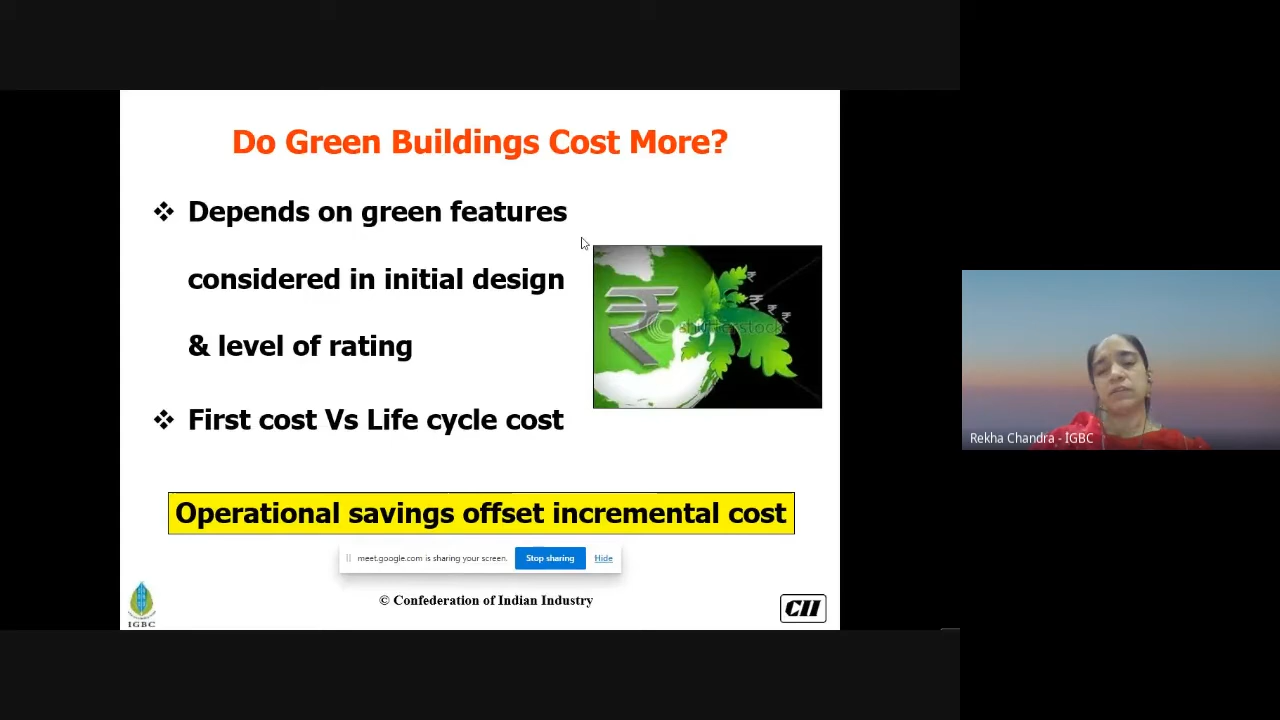 Do Green Buildings Cost More?
❖ Depends on green features
considered in initial design
& level of rating
❖ First cost Vs Life cycle cost
shutterstock
Operational savings offset incremental cost
meet.google.com is sharing your screen.
Stop sharing
Hide
© Confederation of Indian Industry
IGBC
CII
Rekha Chandra - IGBC